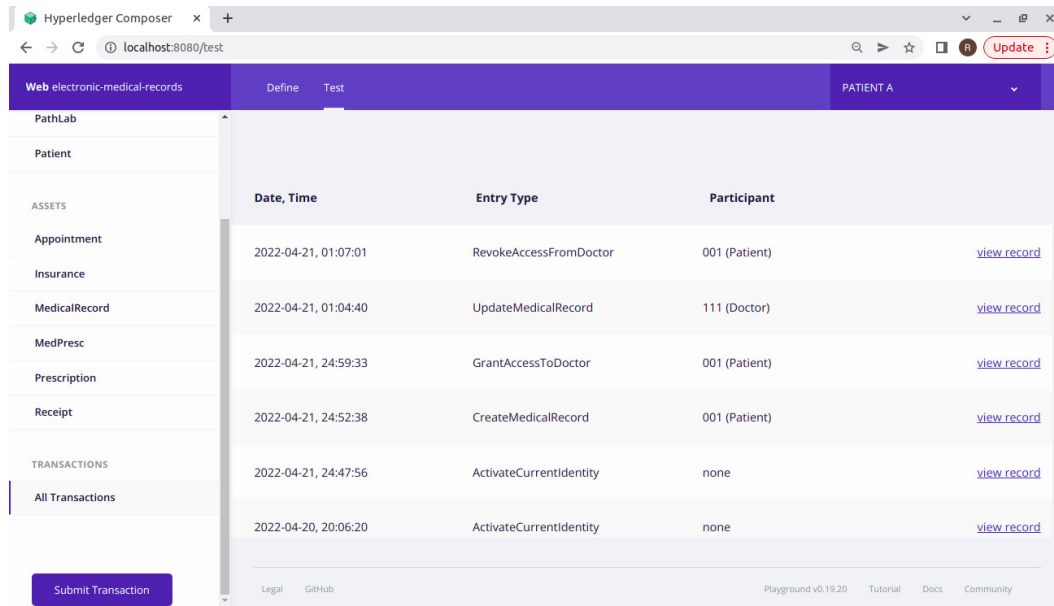 Hyperledger Composer
localhost:8080/test
R
Update
Web electronic-medical-records
Define Test
PATIENT A
PathLab
Patient
ASSETS
Appointment
Insurance
MedicalRecord
MedPresc
Prescription
Receipt
TRANSACTIONS
All Transactions
Submit Transaction
Date, Time Entry Type Participant
2022-04-21, 01:07:01 RevokeAccessFromDoctor 001 (Patient) view record
2022-04-21, 01:04:40 UpdateMedicalRecord 111 (Doctor) view record
2022-04-21, 24:59:33 GrantAccessToDoctor 001 (Patient) view record
2022-04-21, 24:52:38 CreateMedicalRecord 001 (Patient) view record
2022-04-21, 24:47:56 ActivateCurrentIdentity none view record
2022-04-20, 20:06:20 ActivateCurrentIdentity none view record
Legal GitHub Playground v0.19.20 Tutorial Docs Community